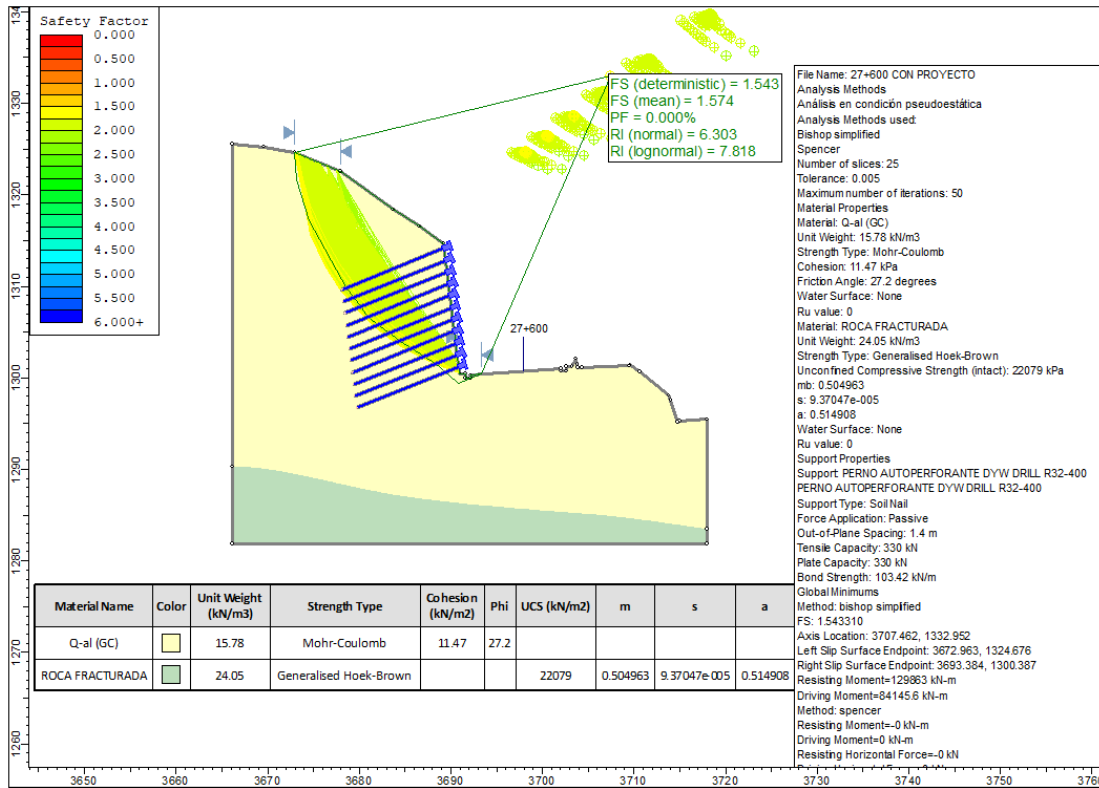 Safety Factor
0.000
0.500
1.000
1.500
2.000
2.500
3.000
3.500
4.000
4.500
5.000
5.500
6.000+
134
1330
1320
1310
1300
1290
1280
1270
1260
FS (deterministic) = 1.543
FS (mean) = 1.574
PF = 0.000%
RI (normal) = 6.303
RI (lognormal) = 7.818
27+600
File Name: 27+600 CON PROYECTO
Analysis Methods
Análisis en condición pseudoestática
Analysis Methods used:
Bishop simplified
Spencer
Number of slices: 25
Tolerance: 0.005
Maximum number of iterations: 50
Material Properties
Material: Q-al (GC)
Unit Weight: 15.78 kN/m3
Strength Type: Mohr-Coulomb
Cohesion: 11.47 kPa
Friction Angle: 27.2 degrees
Water Surface: None
Ru value: 0
Material: ROCA FRACTURADA
Unit Weight: 24.05 kN/m3
Strength Type: Generalised Hoek-Brown
Unconfined Compressive Strength (intact): 22079 kPa
mb: 0.504963
s: 9.37047e-005
a: 0.514908
Water Surface: None
Ru value: 0
Support Properties
Support: PERNO AUTOPERFORANTE DYW DRILL R32-400
PERNO AUTOPERFORANTE DYW DRILL R32-400
Support Type: Soil Nail
Force Application: Passive
Out-of-Plane Spacing: 1.4 m
Tensile Capacity: 330 kN
Plate Capacity: 330 kN
Bond Strength: 103.42 kN/m
Global Minimums
Method: bishop simplified
FS: 1.543310
Axis Location: 3707.462, 1332.952
Left Slip Surface Endpoint: 3672.963, 1324.676
Right Slip Surface Endpoint: 3693.384, 1300.387
Resisting Moment=129863 kN-m
Driving Moment=84145.6 kN-m
Method: spencer
Resisting Moment=-0 kN-m
Driving Moment=0 kN-m
Resisting Horizontal Force=-0 kN
Material Name Color Unit Weight (kN/m3) Strength Type Cohesion (kN/m2) Phi UCS (kN/m2) m s a
Q-al (GC) 15.78 Mohr-Coulomb 11.47 27.2
ROCA FRACTURADA 24.05 Generalised Hoek-Brown 22079 0.504963 9.37047e-005 0.514908
3650 3660 3670 3680 3690 3700 3710 3720 3730 3740 3750 3760